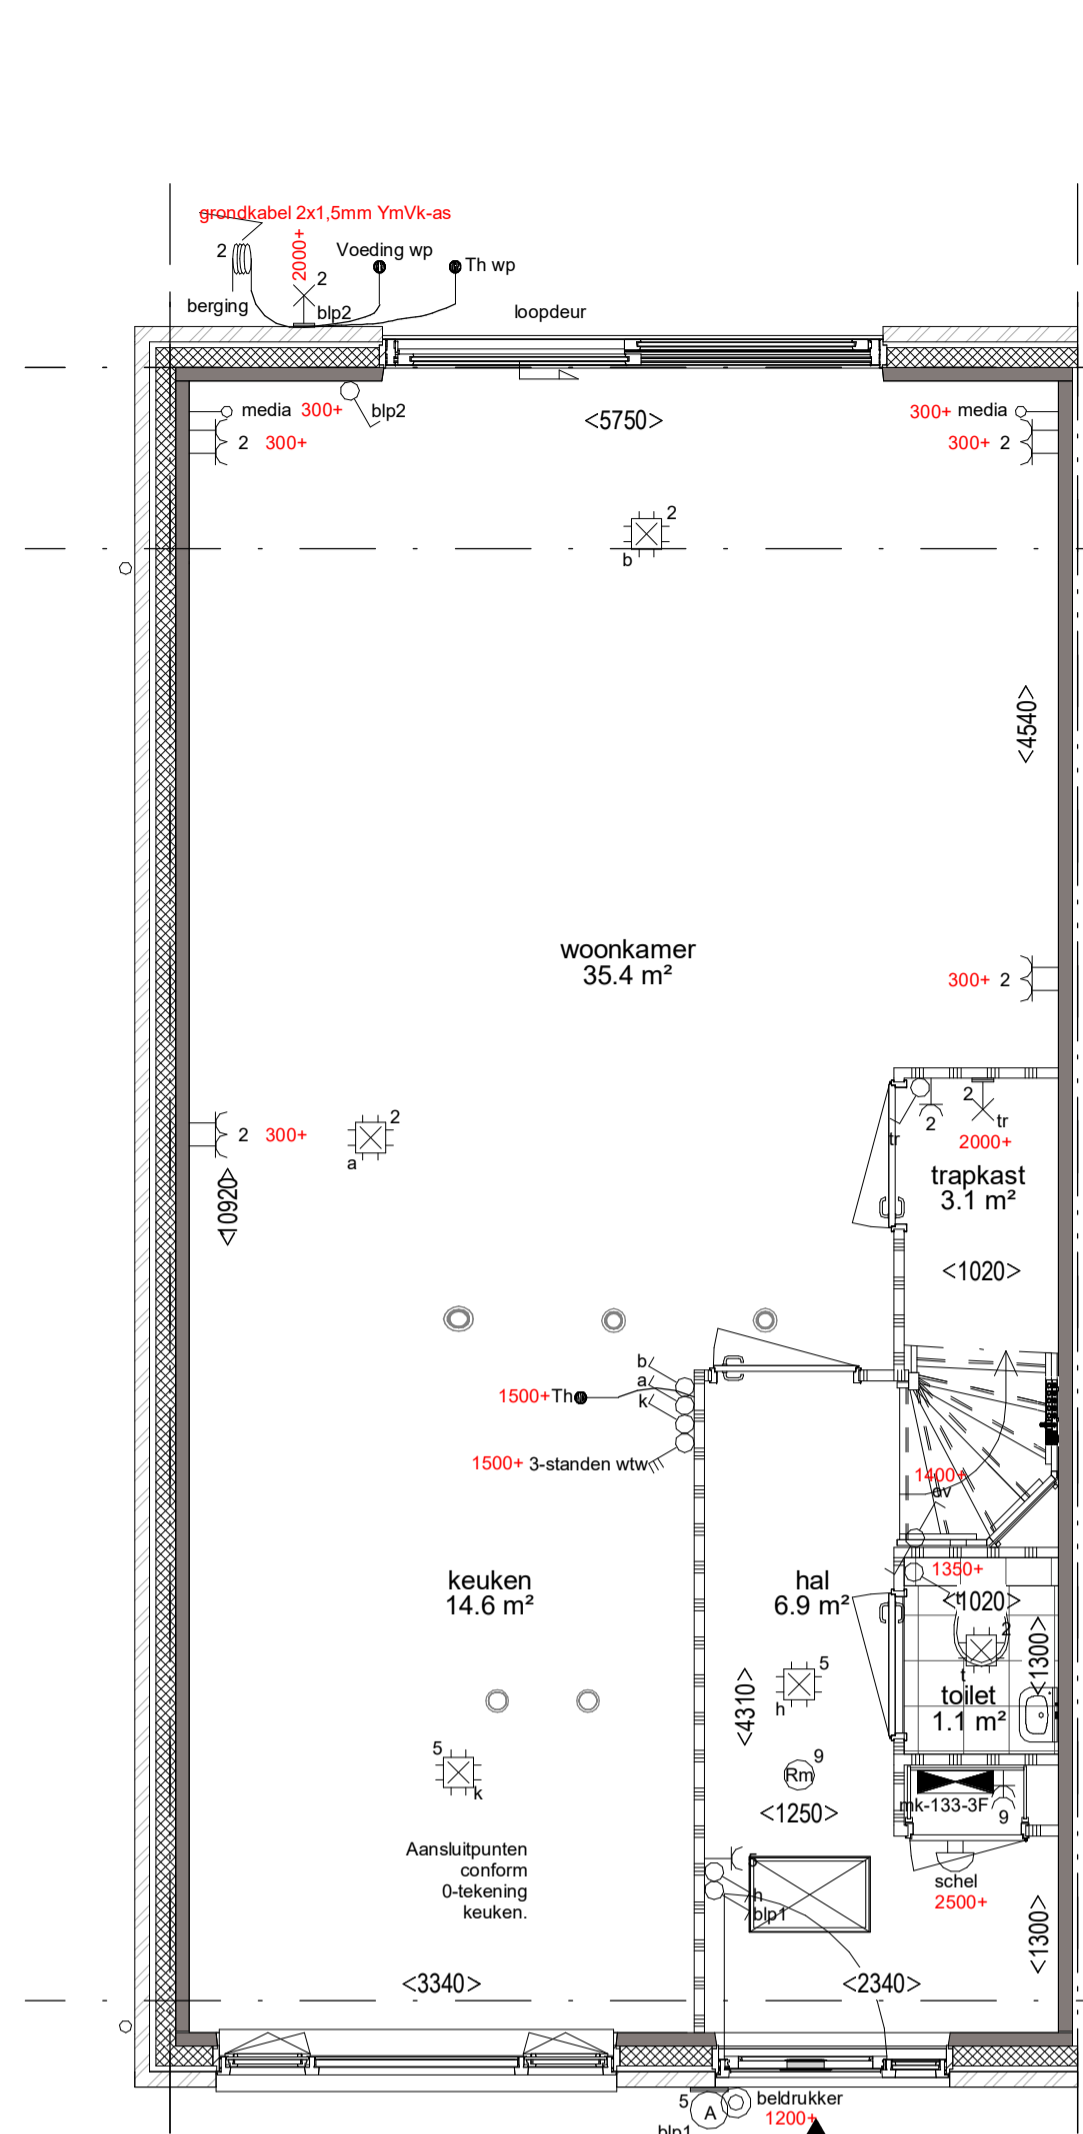 grondkabel 2x1,5mm YmVk-as
2
2000+
2
Voeding wp
Th wp
berging
blp2
loopdeur
media 300+
blp2
2 300+
<5750>
300+ media
300+ 2
2
b
<4540>
woonkamer
35.4 m²
300+ 2
2 300+
2
a
<10920>
2
tr
2
tr
2000+
trapkast
3.1 m²
<1020>
b
a
k
1500+ Th
1500+ 3-standen wtw
1400+
keuken
14.6 m²
hal
6.9 m²
1350+
<1020>
2
t
<1300>
toilet
1.1 m²
<4310>
5
h
9
Rm
5
k
<1250>
mk-133-3F
9
Aansluitpunten
conform
0-tekening
keuken.
h
blp1
schel
2500+
<1300>
<3340>
<2340>
5
A
beldrukker
1200+
blp1